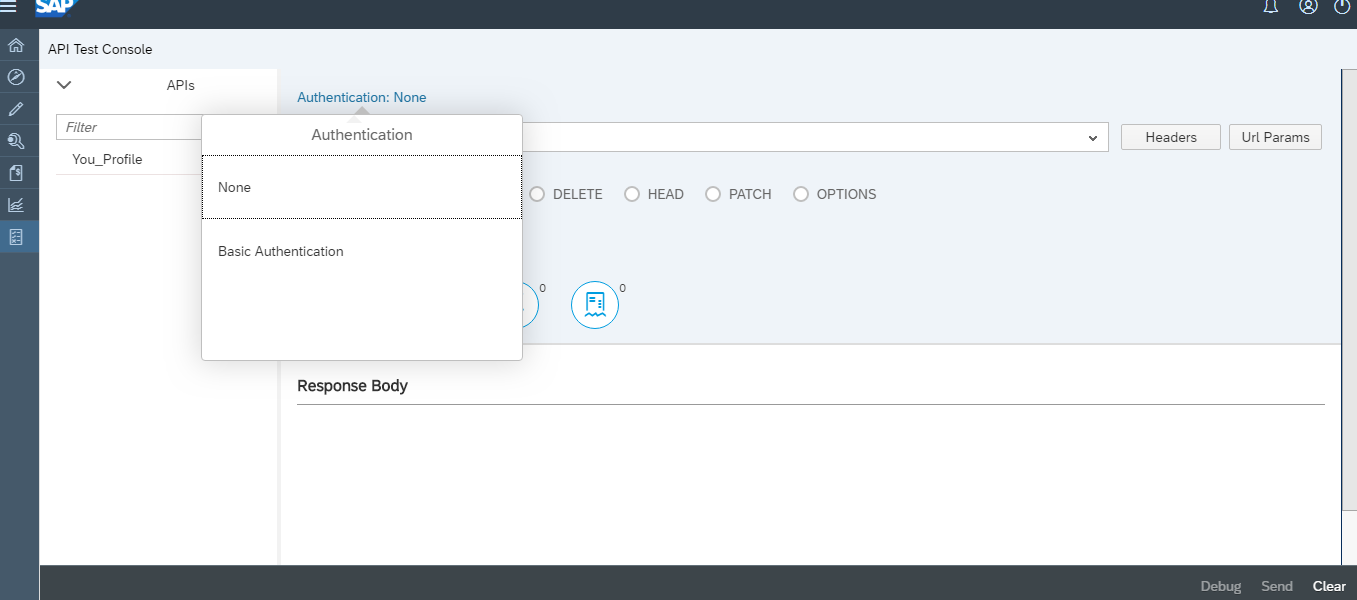 SAP
API Test Console
APIs
Authentication: None
Filter
Authentication
Headers
Url Params
You_Profile
None
DELETE
HEAD
PATCH
OPTIONS
Basic Authentication
0
0
Response Body
Debug
Send
Clear